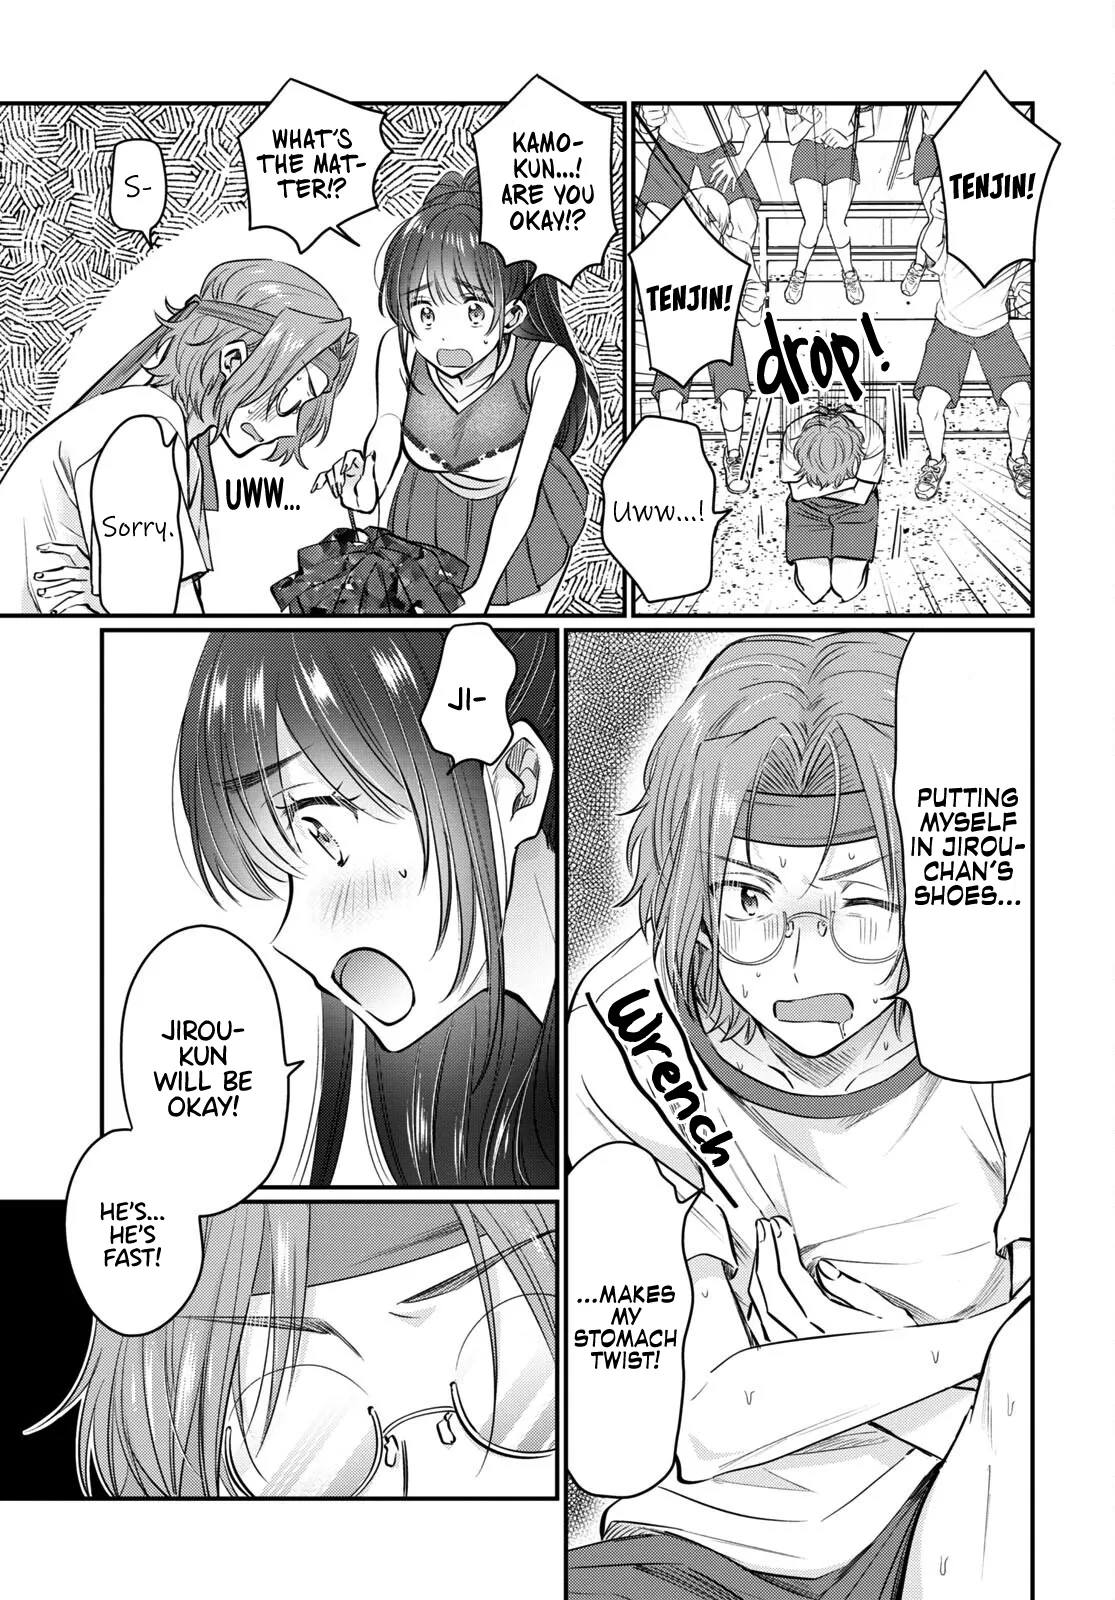 TENJIN!
TENJIN!
drop!
Uww...!
KAMO-
KUN...!
ARE YOU
OKAY!?
WHAT'S
THE MAT-
TER!?
S-
UWW...
Sorry.
PUTTING
MYSELF
IN JIROU-
CHAN'S
SHOES...
Wrench
...MAKES
MY
STOMACH
TWIST!
JI-
JIROU-
KUN
WILL BE
OKAY!
HE'S...
HE'S
FAST!